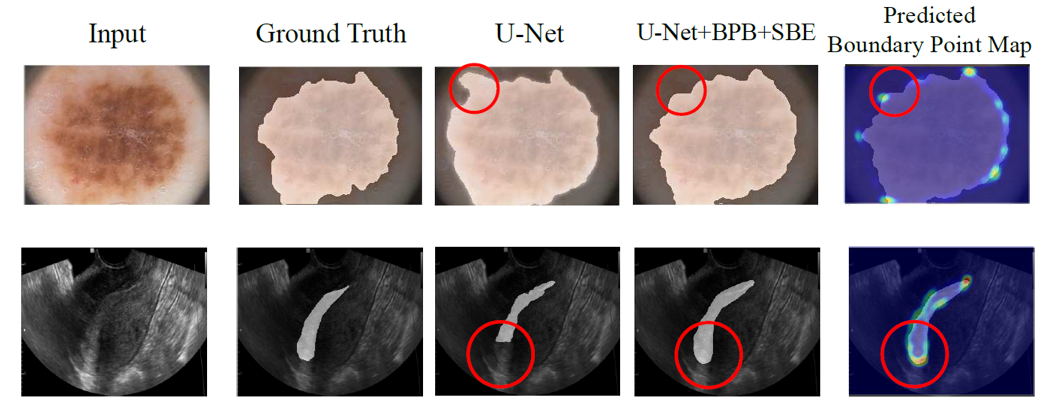 Input
Ground Truth
U-Net
U-Net+BPB+SBE
Predicted
Boundary Point Map